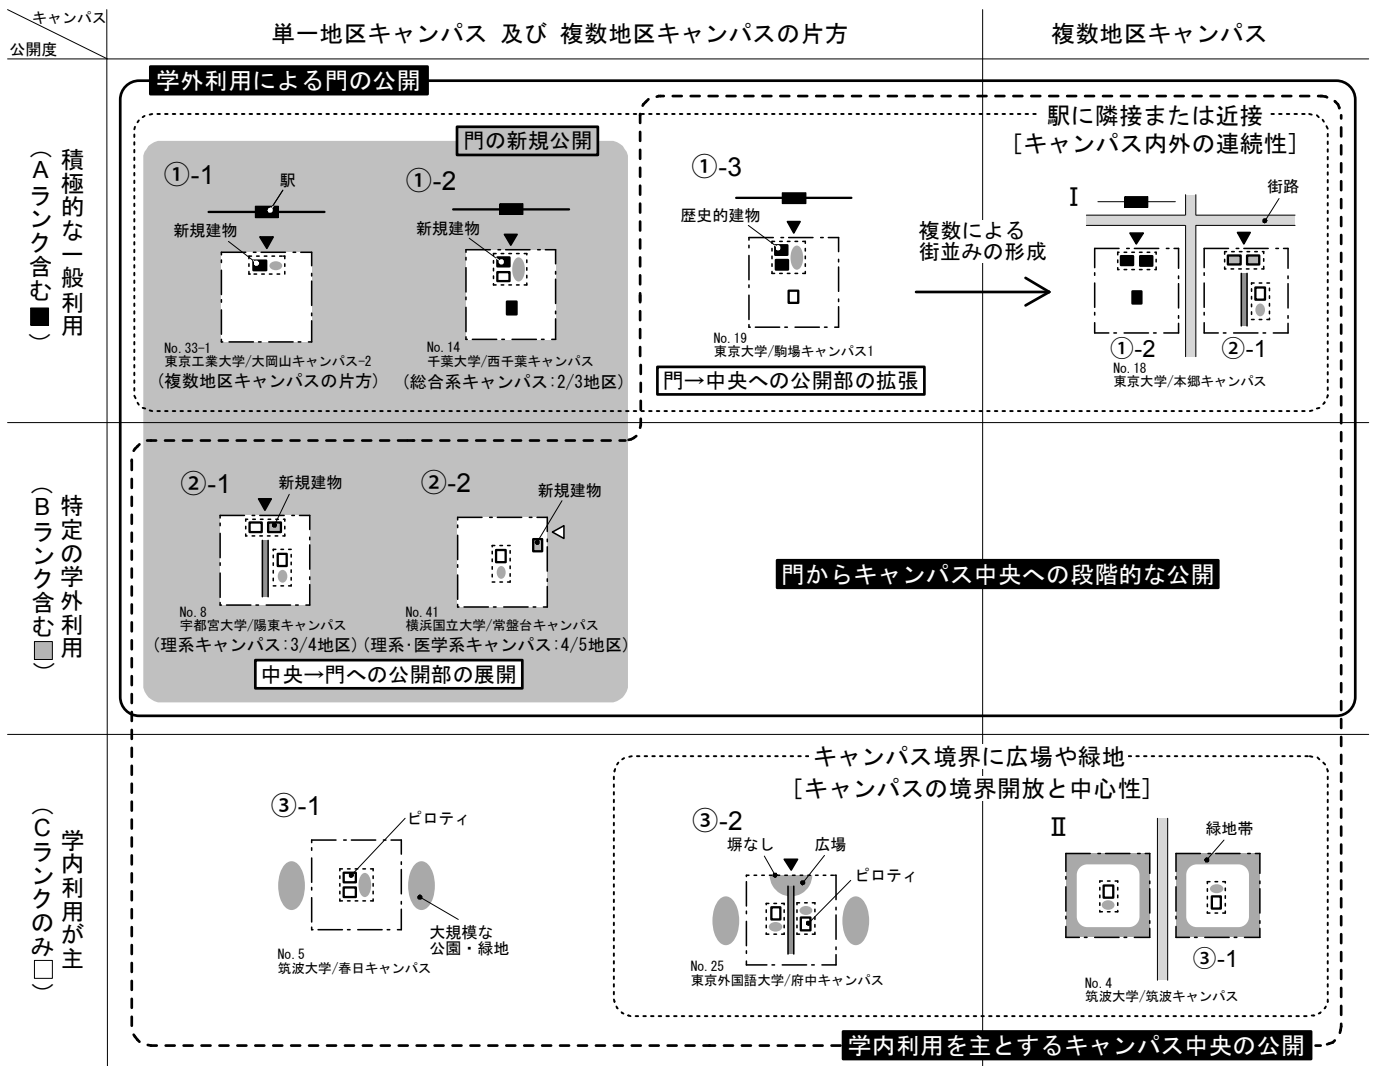 キャンパス
公開度
単一地区キャンパス 及び 複数地区キャンパスの片方
複数地区キャンパス
積極的な一般利用
（Aランク含む■）
学外利用による門の公開
門の新規公開
駅に隣接または近接
［キャンパス内外の連続性］
①-1
駅
新規建物
No.33-1
東京工業大学/大岡山キャンパス-2
（複数地区キャンパスの片方）
①-2
新規建物
No.14
千葉大学/西千葉キャンパス
（総合系キャンパス：2/3地区）
①-3
歴史的建物
No.19
東京大学/駒場キャンパス1
門→中央への公開部の拡張
複数による
街並みの形成
Ⅰ
街路
①-2
②-1
No.18
東京大学/本郷キャンパス
特定の学外利用
（Bランク含む□）
②-1
新規建物
No.8
宇都宮大学/陽東キャンパス
（理系キャンパス：3/4地区）
②-2
新規建物
No.41
横浜国立大学/常盤台キャンパス
（理系･医学系キャンパス：4/5地区）
中央→門への公開部の展開
門からキャンパス中央への段階的な公開
学内利用が主
（Cランクのみ□）
キャンパス境界に広場や緑地
［キャンパスの境界開放と中心性］
③-1
ピロティ
大規模な
公園・緑地
No.5
筑波大学/春日キャンパス
③-2
塀なし
広場
ピロティ
No.25
東京外国語大学/府中キャンパス
Ⅱ
緑地帯
③-1
No.4
筑波大学/筑波キャンパス
学内利用を主とするキャンパス中央の公開